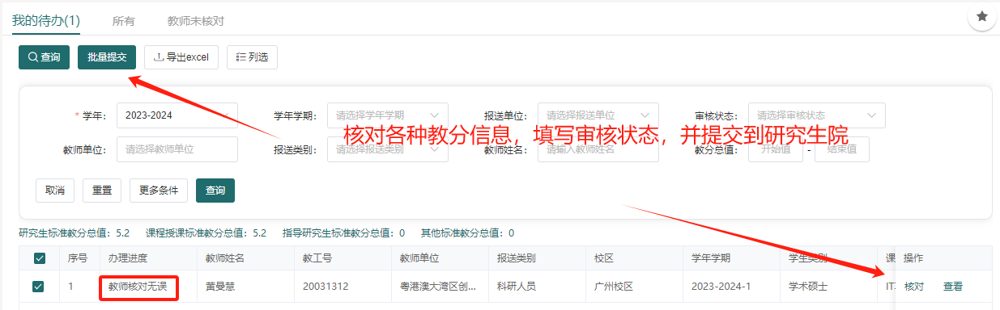 我的待办(1) 所有 教师未核对
查询 批量提交 导出excel 列选
* 学年： 2023-2024 学年学期： 请选择学年学期 报送单位： 请选择报送单位 审核状态： 请选择审核状态
核对各种教分信息，填写审核状态，并提交到研究生院
教师单位： 请选择教师单位 报送类别： 请选择报送类别 教师姓名： 请输入教师姓名 教分总值： 开始值 - 结束值
取消 重置 更多条件 查询
研究生标准教分总值：5.2 课程授课标准教分总值：5.2 指导研究生标准教分总值：0 其他标准教分总值：0
序号 办理进度 教师姓名 教工号 教师单位 报送类别 校区 学年学期 学生类别 课 操作
1 教师核对无误 黄曼慧 20031312 粤港澳大湾区创... 科研人员 广州校区 2023-2024-1 学术硕士 IT 核对 查看